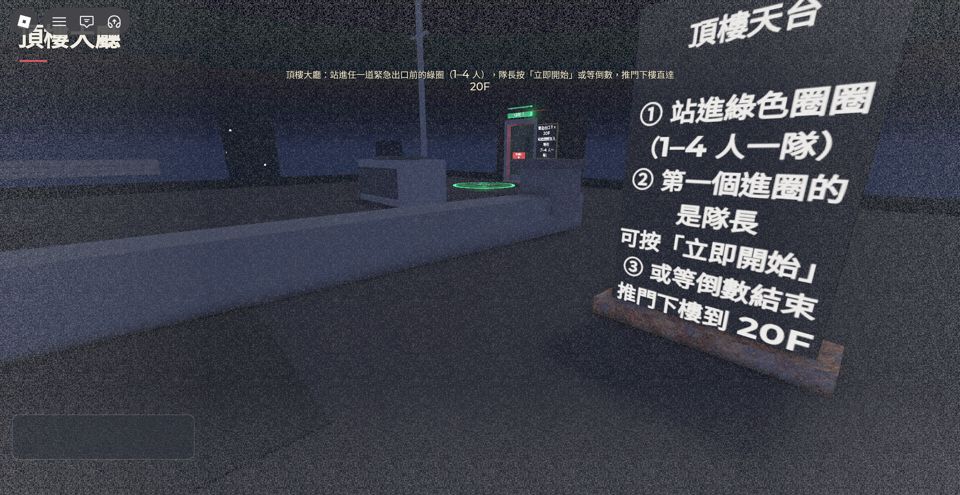 頂樓大廳
頂樓大廳：站進任一道緊急出口前的綠圈（1–4 人），隊長按「立即開始」或等倒數，推門下樓直達
20F
頂樓天台
① 站進綠色圈圈
（1–4 人一隊）
② 第一個進圈的
是隊長
可按「立即開始」
③ 或等倒數結束
推門下樓到 20F